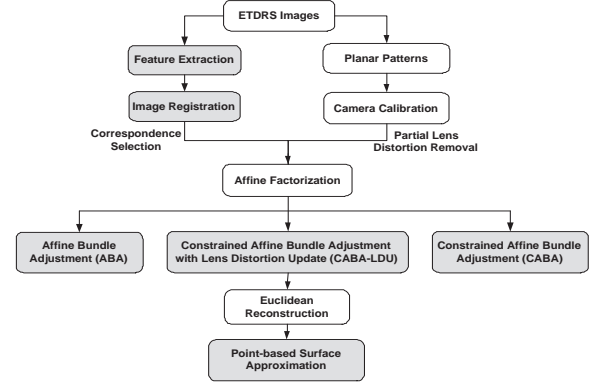 ETDRS Images
Feature Extraction
Planar Patterns
Image Registration
Camera Calibration
Correspondence
Selection
Partial Lens
Distortion Removal
Affine Factorization
Affine Bundle
Adjustment (ABA)
Constrained Affine Bundle Adjustment
with Lens Distortion Update (CABA-LDU)
Constrained Affine Bundle
Adjustment (CABA)
Euclidean
Reconstruction
Point-based Surface
Approximation